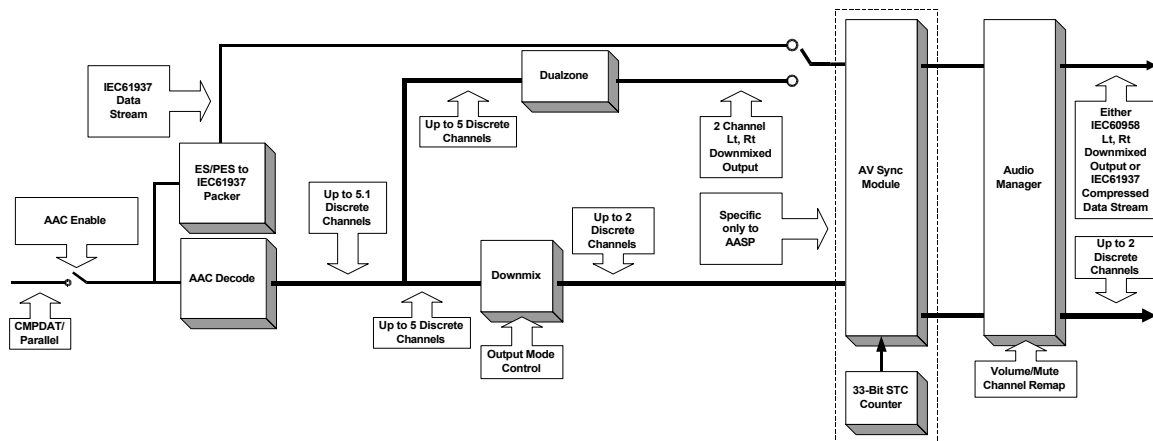 IEC61937
Data
Stream
Dualzone
Up to 5 Discrete
Channels
2 Channel
Lt, Rt
Downmixed
Output
ES/PES to
IEC61937
Packer
AAC Enable
Up to 5.1
Discrete
Channels
Up to 2
Discrete
Channels
Specific
only to
AASP
AV Sync
Module
Audio
Manager
Either
IEC60958
Lt, Rt
Downmixed
Output or
IEC61937
Compressed
Data Stream
Up to 2
Discrete
Channels
AAC Decode
Downmix
CMPDAT/
Parallel
Up to 5 Discrete
Channels
Output Mode
Control
33-Bit STC
Counter
Volume/Mute
Channel Remap